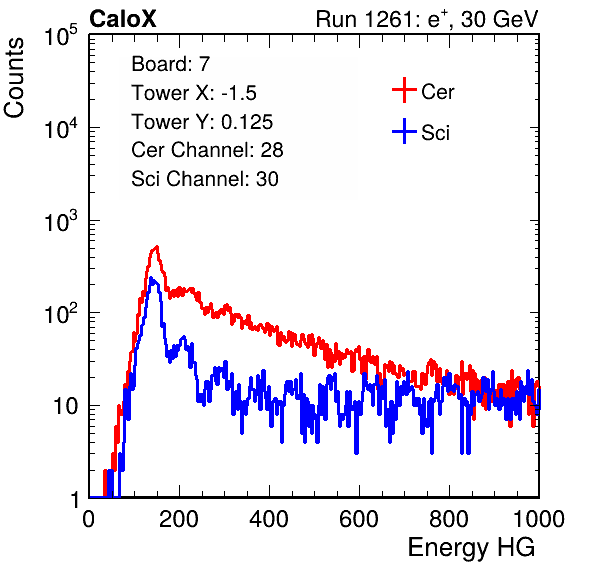 CaloX Run 1261: e⁺, 30 GeV
Counts
Board: 7
Tower X: -1.5
Tower Y: 0.125
Cer Channel: 28
Sci Channel: 30
Cer
Sci
10⁵
10⁴
10³
10²
10
1
0 200 400 600 800 1000
Energy HG